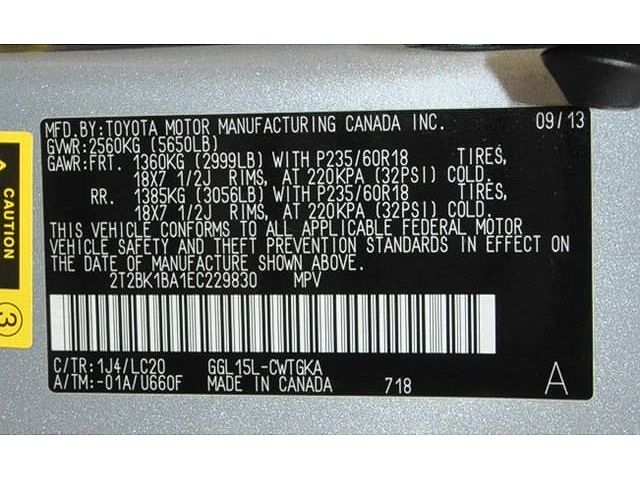 MFD.BY:TOYOTA MOTOR MANUFACTURING CANADA INC. 09/13
GVWR:2560KG (5650LB)
GAWR:FRT. 1360KG (2999LB) WITH P235/60R18 TIRES,
18X7 1/2J RIMS, AT 220KPA (32PSI) COLD.
RR. 1385KG (3056LB) WITH P235/60R18 TIRES,
18X7 1/2J RIMS, AT 220KPA (32PSI) COLD.
THIS VEHICLE CONFORMS TO ALL APPLICABLE FEDERAL MOTOR
VEHICLE SAFETY AND THEFT PREVENTION STANDARDS IN EFFECT ON
THE DATE OF MANUFACTURE SHOWN ABOVE.
2T2BK1BA1EC229830 MPV
C/TR:1J4/LC20 GGL15L-CWTGKA
A/TM:-01A/U660F MADE IN CANADA 718 A
CAUTION
3